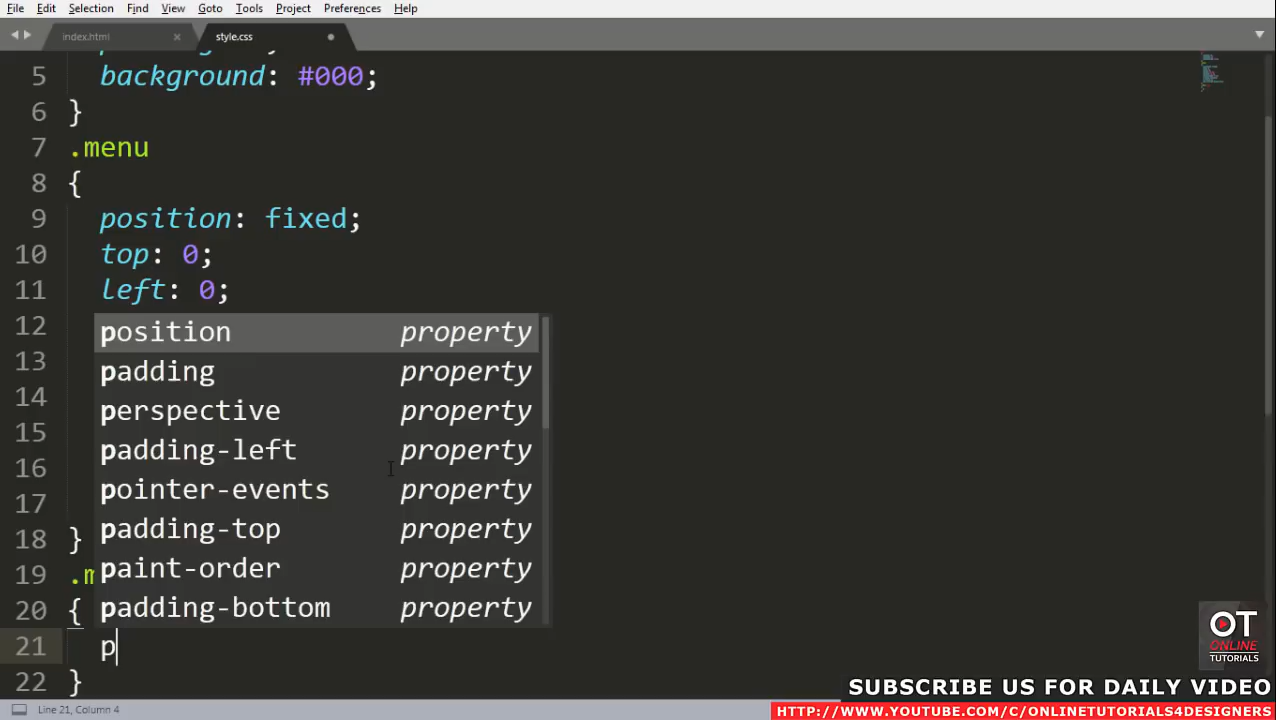 File Edit Selection Find View Goto Tools Project Preferences Help
index.html × style.css
5 background: #000;
6 }
7 .menu
8 {
9 position: fixed;
10 top: 0;
11 left: 0;
12 position property
13 padding property
14 perspective property
15 padding-left property
16 pointer-events property
17 padding-top property
18 } paint-order property
19 .m
20 { padding-bottom property
21 p
22 }
OT
ONLINE
TUTORIALS
SUBSCRIBE US FOR DAILY VIDEO
Line 21, Column 4
HTTP://WWW.YOUTUBE.COM/C/ONLINETUTORIALS4DESIGNERS